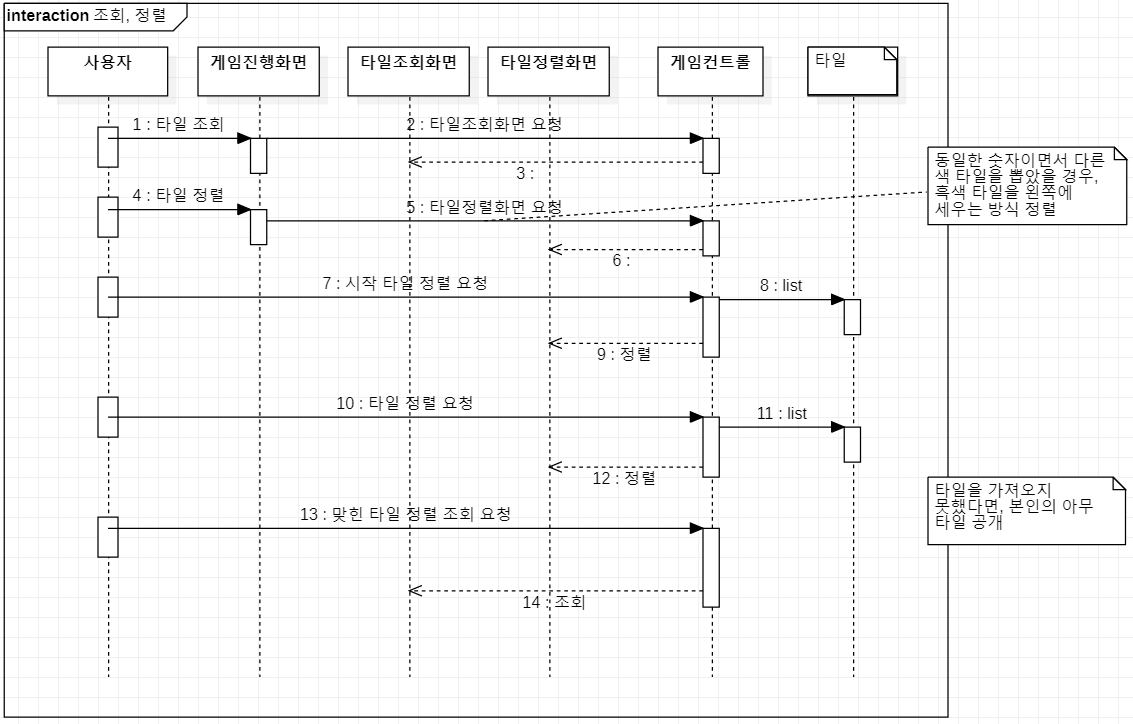 interaction 조회, 정렬
사용자
게임진행화면
타일조회화면
타일정렬화면
게임컨트롤
타일
1 : 타일 조회
2 : 타일조회화면 요청
3 :
동일한 숫자이면서 다른
색 타일을 뽑았을 경우,
흑색 타일을 왼쪽에
세우는 방식 정렬
4 : 타일 정렬
5 : 타일정렬화면 요청
6 :
7 : 시작 타일 정렬 요청
8 : list
9 : 정렬
10 : 타일 정렬 요청
11 : list
12 : 정렬
타일을 가져오지
못했다면, 본인의 아무
타일 공개
13 : 맞힌 타일 정렬 조회 요청
14 : 조회